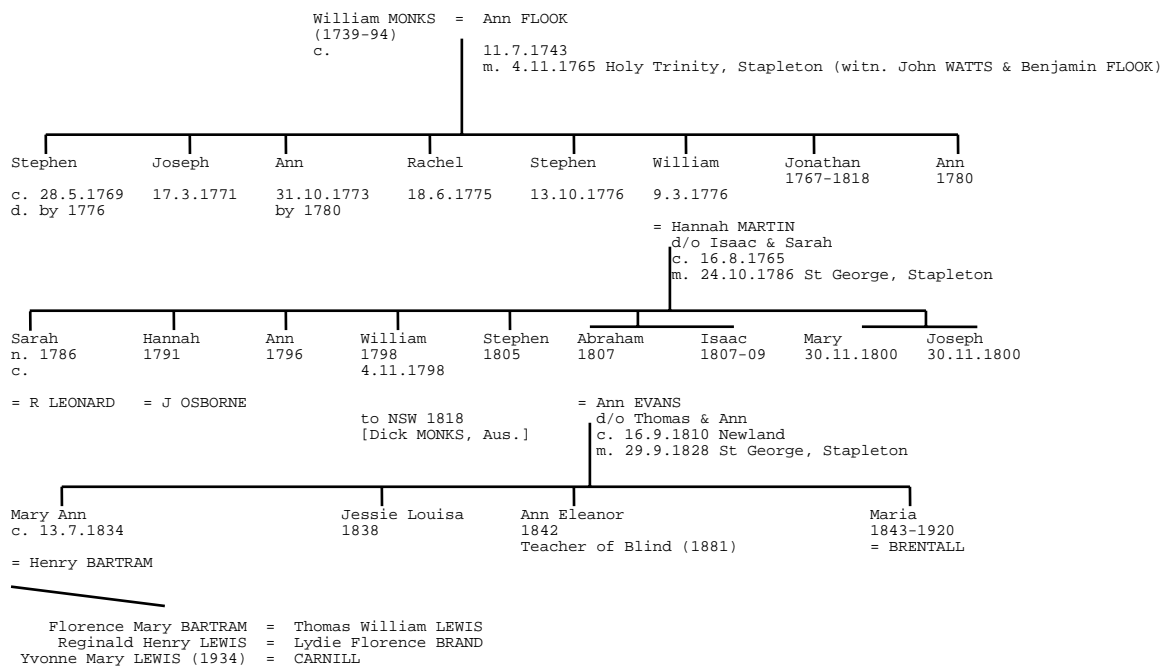 William MONKS = Ann FLOOK
(1739-94)
c. 11.7.1743
m. 4.11.1765 Holy Trinity, Stapleton (witn. John WATTS & Benjamin FLOOK)
Stephen Joseph Ann Rachel Stephen William Jonathan Ann
1767-1818 1780
c. 28.5.1769 17.3.1771 31.10.1773 18.6.1775 13.10.1776 9.3.1776
d. by 1776 by 1780
= Hannah MARTIN
d/o Isaac & Sarah
c. 16.8.1765
m. 24.10.1786 St George, Stapleton
Sarah Hannah Ann William Stephen Abraham Isaac Mary Joseph
n. 1786 1791 1796 1798 1805 1807 1807-09 30.11.1800 30.11.1800
c. 4.11.1798
= R LEONARD = J OSBORNE = Ann EVANS
to NSW 1818 d/o Thomas & Ann
[Dick MONKS, Aus.] c. 16.9.1810 Newland
m. 29.9.1828 St George, Stapleton
Mary Ann Jessie Louisa Ann Eleanor Maria
c. 13.7.1834 1838 1842 1843-1920
Teacher of Blind (1881) = BRENTALL
= Henry BARTRAM
Florence Mary BARTRAM = Thomas William LEWIS
Reginald Henry LEWIS = Lydie Florence BRAND
Yvonne Mary LEWIS (1934) = CARNILL